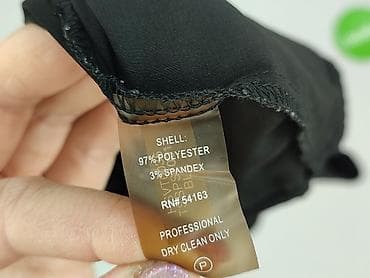 SHELL:
97% POLYESTER
3% SPANDEX
RN# 54163
PROFESSIONAL
DRY CLEAN ONLY
P